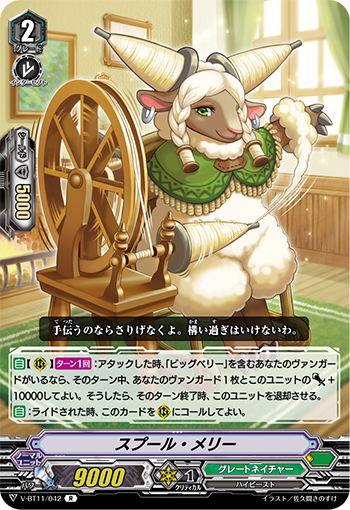 2
グレード
インターセプト
シールド
5000
てつだ かま す
手伝うのならさりげなくよ。構い過ぎはいけないわ。
自【(R)】ターン1回：アタックした時、「ビッグベリー」を含むあなたのヴァンガー
ドがいるなら、そのターン中、あなたのヴァンガード1枚とこのユニットの+
10000してよい。そうしたら、そのターン終了時、このユニットを退却させる。
自：ライドされた時、このカードを(R)にコールしてよい。
スプール・メリー
ノーマル
ユニット
パワー
9000
1
クリティカル
グレートネイチャー
ハイビースト
V-BT11/042 R
イラスト/佐久間さのすけ